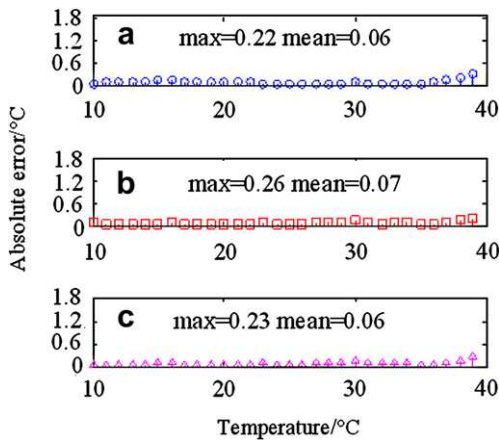 Absolute error/°C
a
max=0.22 mean=0.06
1.8
1.2
0.6
0
10 20 30 40
b
max=0.26 mean=0.07
1.8
1.2
0.6
0
10 20 30 40
c
max=0.23 mean=0.06
1.8
1.2
0.6
0
10 20 30 40
Temperature/°C